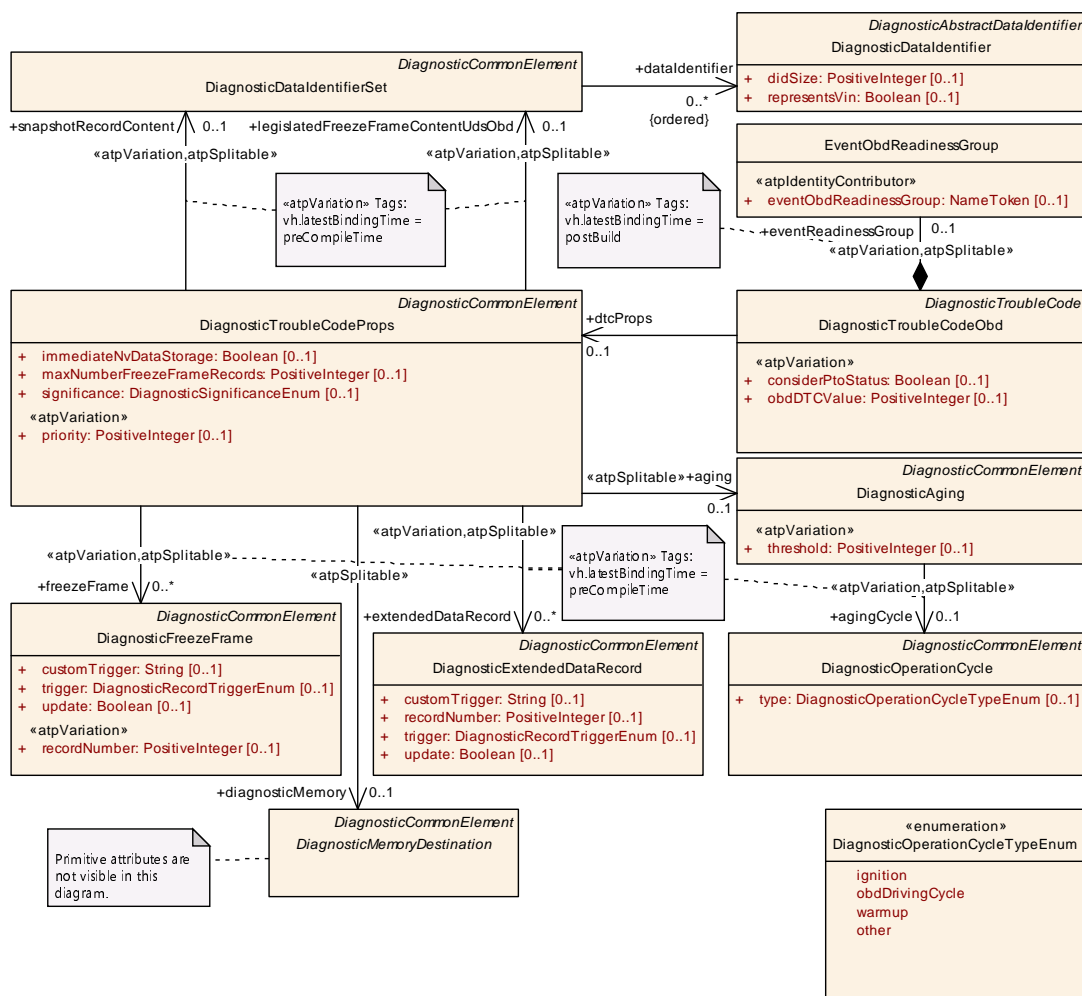 DiagnosticAbstractDataIdentifier
DiagnosticDataIdentifier
+ didSize: PositiveInteger [0..1]
+ representsVin: Boolean [0..1]
DiagnosticCommonElement
DiagnosticDataIdentifierSet
+dataIdentifier
0..*
{ordered}
+snapshotRecordContent
0..1
+legislatedFreezeFrameContentUdsObd
0..1
«atpVariation,atpSplitable»
«atpVariation,atpSplitable»
EventObdReadinessGroup
«atpIdentityContributor»
+ eventObdReadinessGroup: NameToken [0..1]
«atpVariation» Tags:
vh.latestBindingTime =
preCompileTime
«atpVariation» Tags:
vh.latestBindingTime =
postBuild
+eventReadinessGroup
0..1
«atpVariation,atpSplitable»
DiagnosticCommonElement
DiagnosticTroubleCodeProps
+ immediateNvDataStorage: Boolean [0..1]
+ maxNumberFreezeFrameRecords: PositiveInteger [0..1]
+ significance: DiagnosticSignificanceEnum [0..1]
«atpVariation»
+ priority: PositiveInteger [0..1]
+dtcProps
0..1
DiagnosticTroubleCode
DiagnosticTroubleCodeObd
«atpVariation»
+ considerPtoStatus: Boolean [0..1]
+ obdDTCValue: PositiveInteger [0..1]
«atpSplitable»
+aging
0..1
DiagnosticCommonElement
DiagnosticAging
«atpVariation»
+ threshold: PositiveInteger [0..1]
«atpVariation,atpSplitable»
«atpVariation,atpSplitable»
«atpSplitable»
«atpVariation» Tags:
vh.latestBindingTime =
preCompileTime
«atpVariation,atpSplitable»
+freezeFrame
0..*
+extendedDataRecord
0..*
+agingCycle
0..1
DiagnosticCommonElement
DiagnosticFreezeFrame
+ customTrigger: String [0..1]
+ trigger: DiagnosticRecordTriggerEnum [0..1]
+ update: Boolean [0..1]
«atpVariation»
+ recordNumber: PositiveInteger [0..1]
DiagnosticCommonElement
DiagnosticExtendedDataRecord
+ customTrigger: String [0..1]
+ recordNumber: PositiveInteger [0..1]
+ trigger: DiagnosticRecordTriggerEnum [0..1]
+ update: Boolean [0..1]
DiagnosticCommonElement
DiagnosticOperationCycle
+ type: DiagnosticOperationCycleTypeEnum [0..1]
+diagnosticMemory
0..1
DiagnosticCommonElement
DiagnosticMemoryDestination
Primitive attributes are
not visible in this
diagram.
«enumeration»
DiagnosticOperationCycleTypeEnum
ignition
obdDrivingCycle
warmup
other